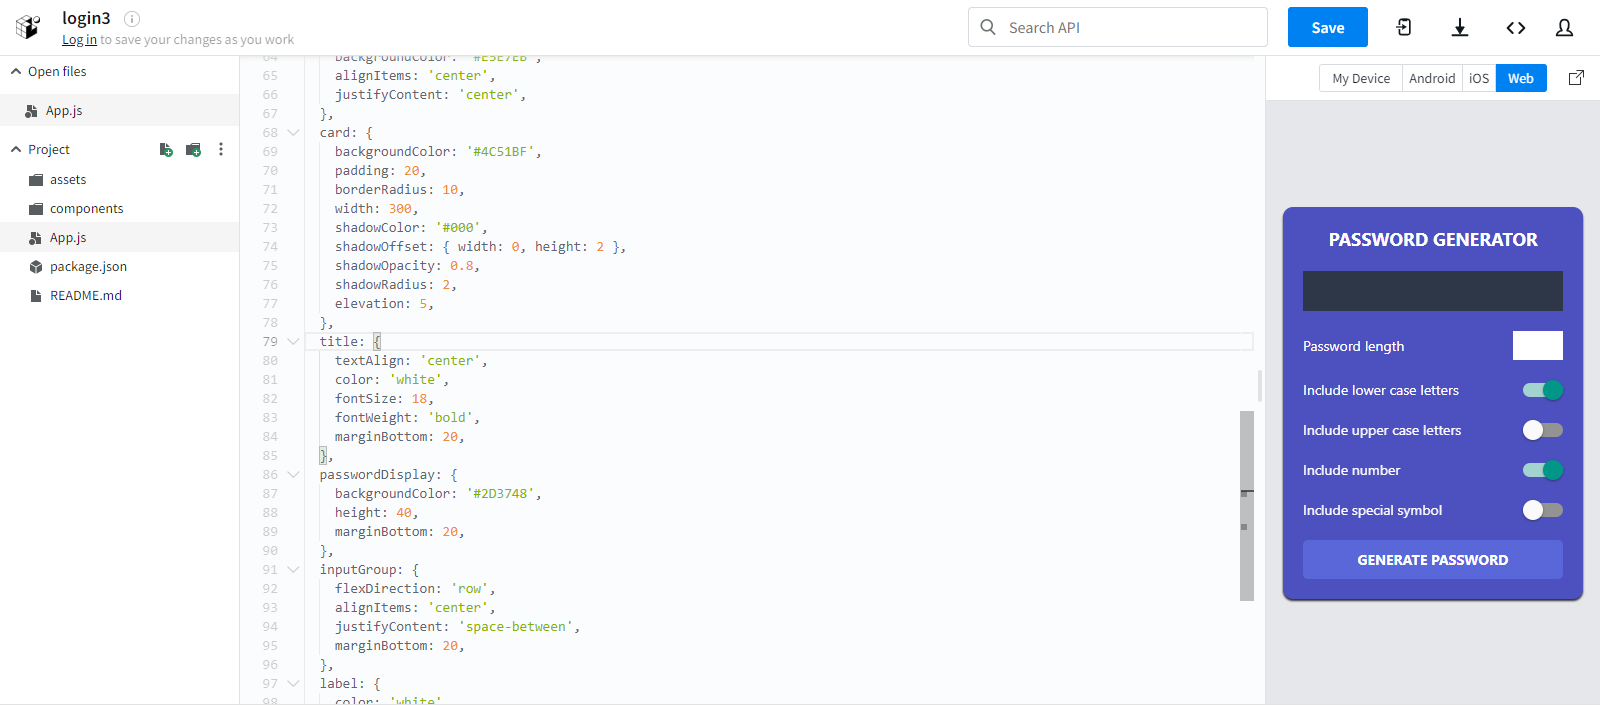 login3
Log in to save your changes as you work
Search API
Save
Open files
App.js
Project
assets
components
App.js
package.json
README.md
64 backgroundColor: '#E5E7EB',
65 alignItems: 'center',
66 justifyContent: 'center',
67 },
68 card: {
69 backgroundColor: '#4C51BF',
70 padding: 20,
71 borderRadius: 10,
72 width: 300,
73 shadowColor: '#000',
74 shadowOffset: { width: 0, height: 2 },
75 shadowOpacity: 0.8,
76 shadowRadius: 2,
77 elevation: 5,
78 },
79 title: {
80 textAlign: 'center',
81 color: 'white',
82 fontSize: 18,
83 fontWeight: 'bold',
84 marginBottom: 20,
85 },
86 passwordDisplay: {
87 backgroundColor: '#2D3748',
88 height: 40,
89 marginBottom: 20,
90 },
91 inputGroup: {
92 flexDirection: 'row',
93 alignItems: 'center',
94 justifyContent: 'space-between',
95 marginBottom: 20,
96 },
97 label: {
98 color: 'white'
My Device
Android
iOS
Web
PASSWORD GENERATOR
Password length
Include lower case letters
Include upper case letters
Include number
Include special symbol
GENERATE PASSWORD